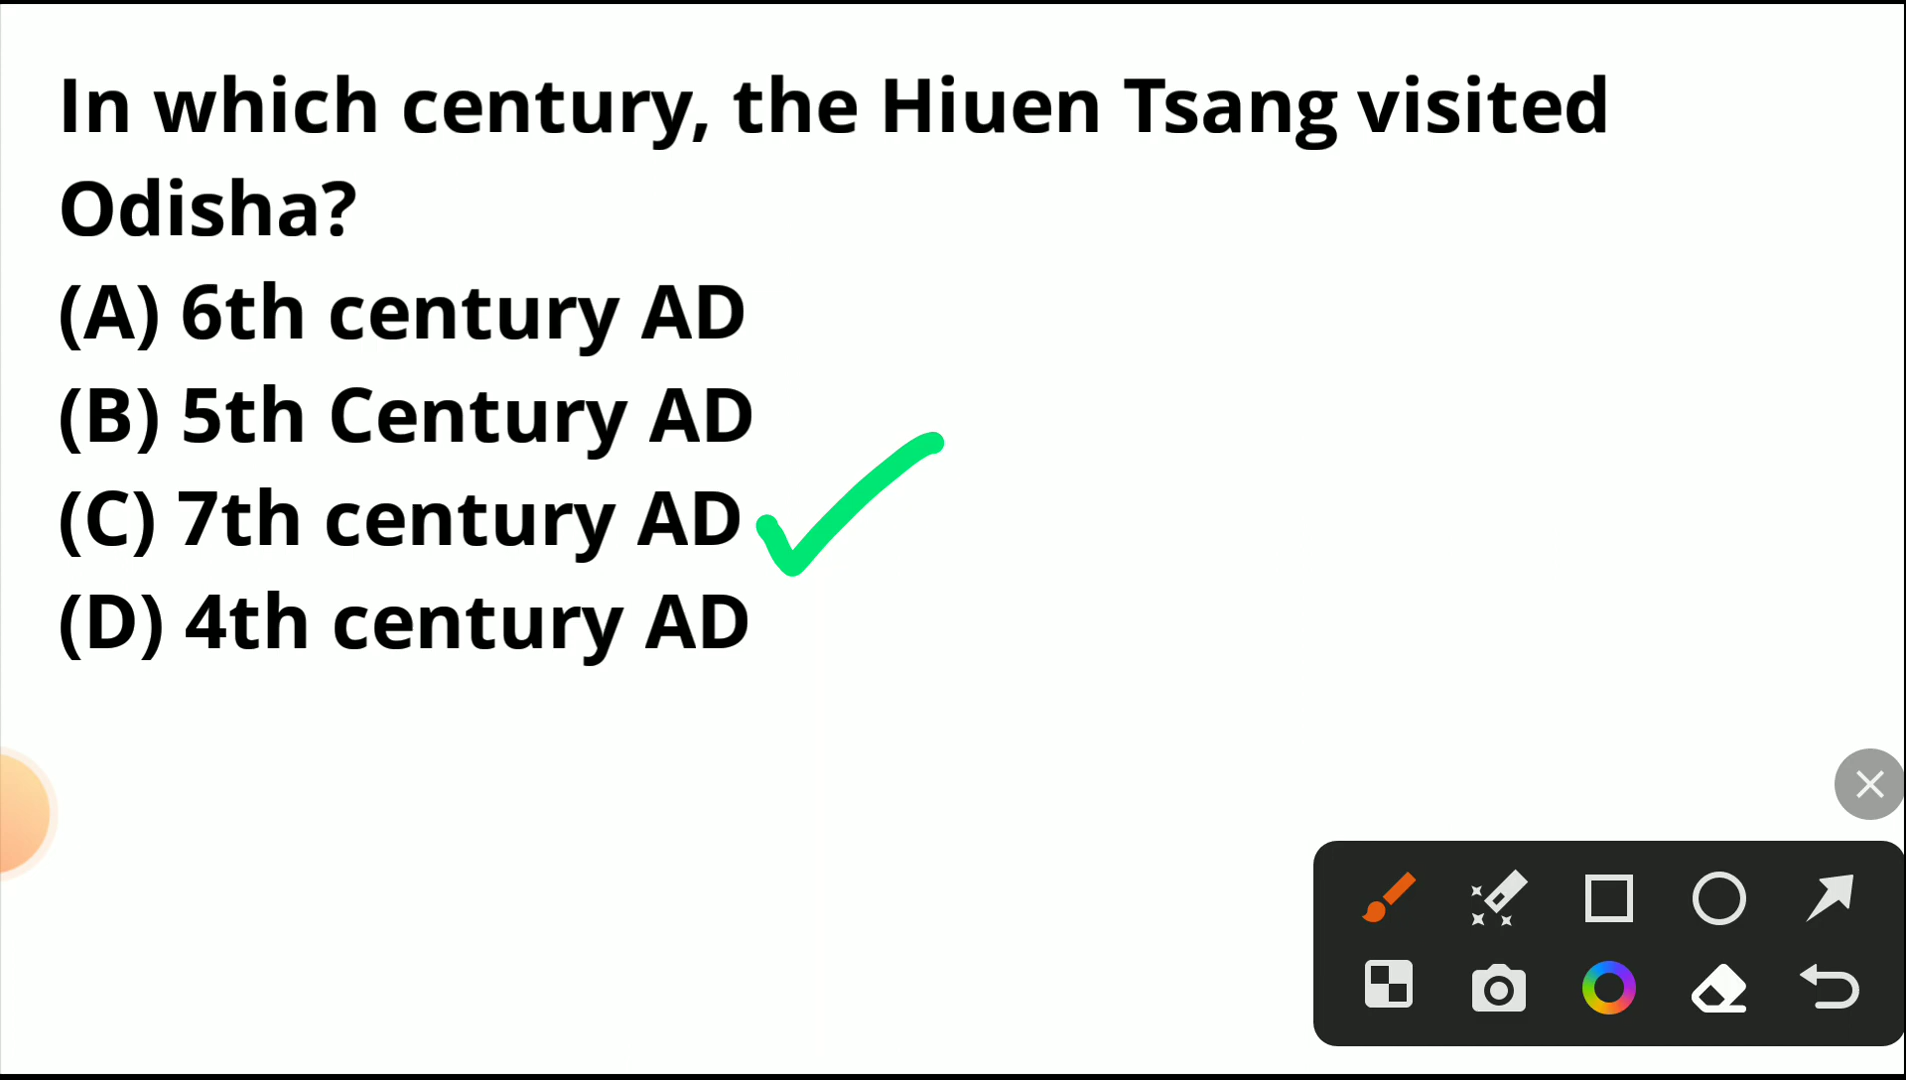 In which century, the Hiuen Tsang visited
Odisha?
(A) 6th century AD
(B) 5th Century AD
(C) 7th century AD
(D) 4th century AD